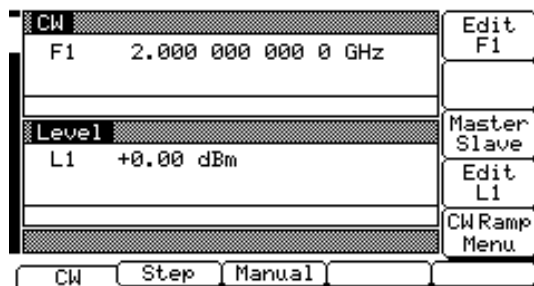 CW
F1 2.000 000 000 0 GHz
Level
L1 +0.00 dBm
Edit
F1
Master
Slave
Edit
L1
CW Ramp
Menu
CW Step Manual